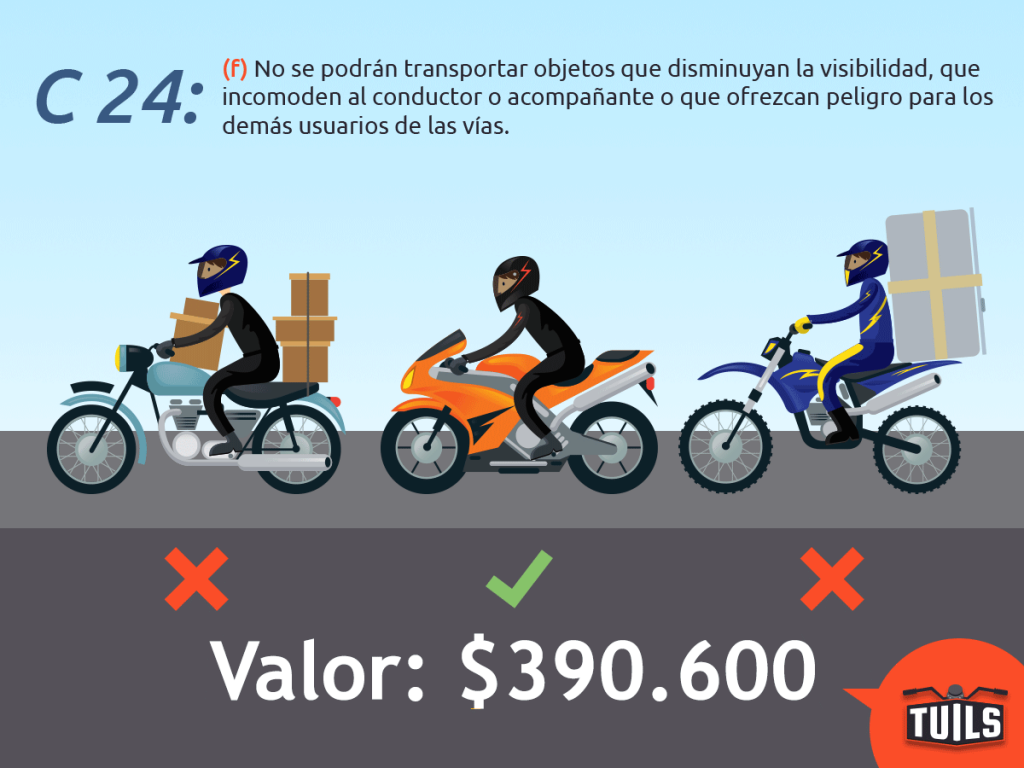 C 24:
(f) No se podrán transportar objetos que disminuyan la visibilidad, que
incomoden al conductor o acompañante o que ofrezcan peligro para los
demás usuarios de las vías.
Valor: $390.600
TUILS